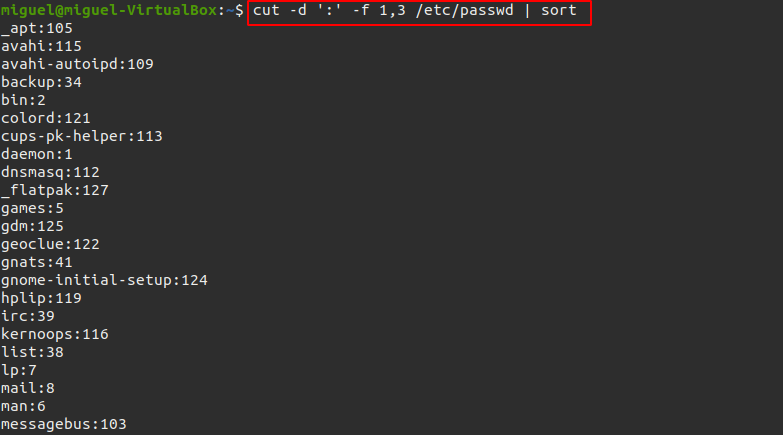 miguel@miguel-VirtualBox:~$ cut -d ':' -f 1,3 /etc/passwd | sort
_apt:105
avahi:115
avahi-autoipd:109
backup:34
bin:2
colord:121
cups-pk-helper:113
daemon:1
dnsmasq:112
_flatpak:127
games:5
gdm:125
geoclue:122
gnats:41
gnome-initial-setup:124
hplip:119
irc:39
kernoops:116
list:38
lp:7
mail:8
man:6
messagebus:103